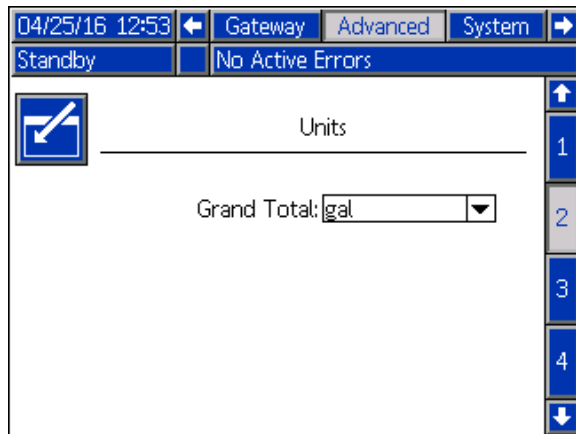 04/25/16 12:53 Gateway Advanced System
Standby No Active Errors
Units
1
Grand Total: gal
2
3
4